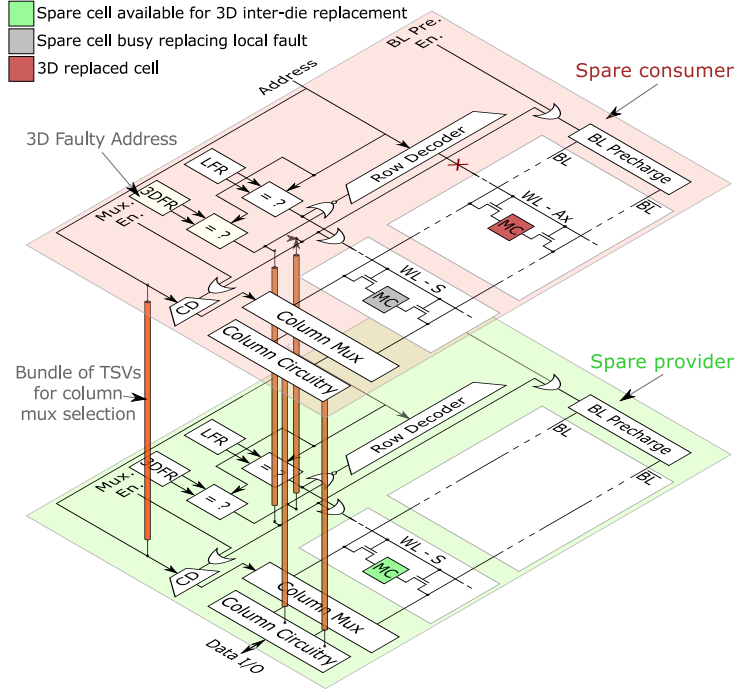 Spare cell available for 3D inter-die replacement
Spare cell busy replacing local fault
3D replaced cell
BL Pre.
En.
Address
Spare consumer
3D Faulty Address
BL Precharge
Row Decoder
BL
BL
LFR
3DFR
= ?
= ?
Mux.
En.
WL - Ax
MC
WL - S
MC
CD
Column Mux
Column Circuitry
Bundle of TSVs
for column
mux selection
Spare provider
BL Precharge
Row Decoder
BL
BL
LFR
3DFR
= ?
= ?
Mux.
En.
WL - S
MC
CD
Column Mux
Column Circuitry
Data I/O